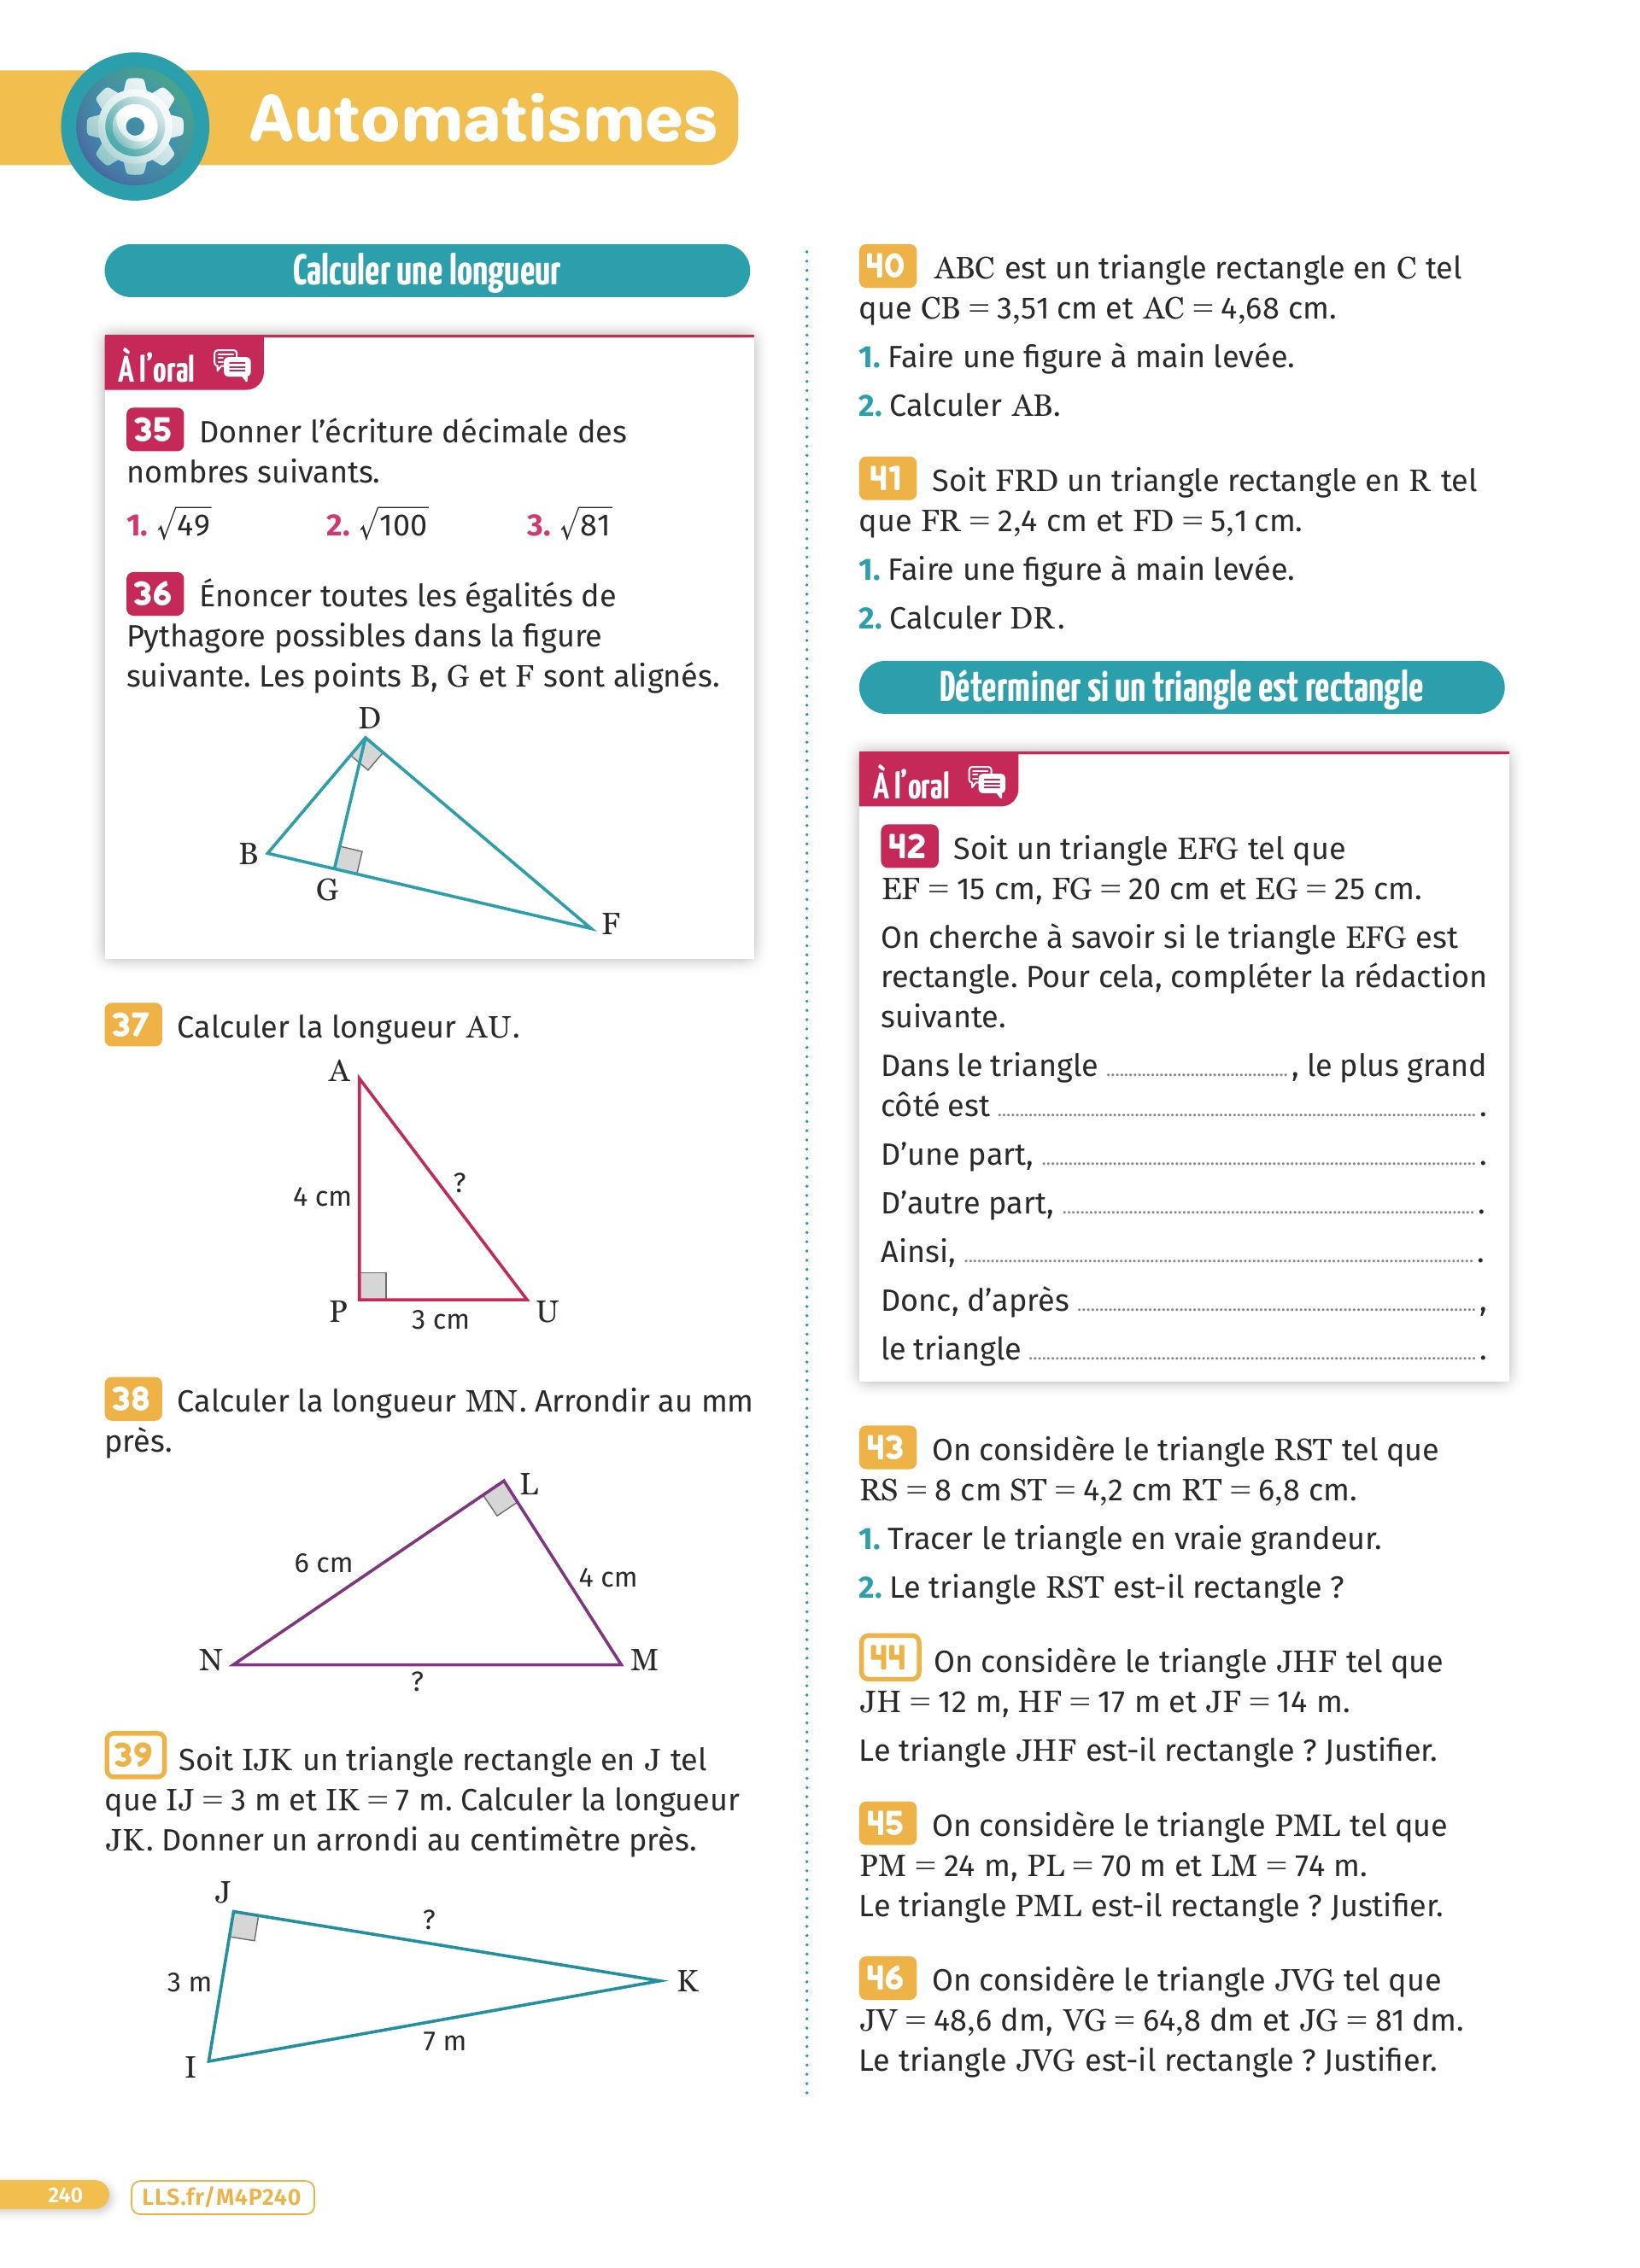 Automatismes
Calculer une longueur
À l'oral
35 Donner l'écriture décimale des
nombres suivants.
1. √49 2. √100 3. √81
36 Énoncer toutes les égalités de
Pythagore possibles dans la figure
suivante. Les points B, G et F sont alignés.
D
B
G
F
37 Calculer la longueur AU.
A
?
4 cm
P
3 cm
U
38 Calculer la longueur MN. Arrondir au mm
près.
L
6 cm
4 cm
N
M
?
39 Soit IJK un triangle rectangle en J tel
que IJ = 3 m et IK = 7 m. Calculer la longueur
JK. Donner un arrondi au centimètre près.
J
?
3 m
K
7 m
I
40 ABC est un triangle rectangle en C tel
que CB = 3,51 cm et AC = 4,68 cm.
1. Faire une figure à main levée.
2. Calculer AB.
41 Soit FRD un triangle rectangle en R tel
que FR = 2,4 cm et FD = 5,1 cm.
1. Faire une figure à main levée.
2. Calculer DR.
Déterminer si un triangle est rectangle
À l'oral
42 Soit un triangle EFG tel que
EF = 15 cm, FG = 20 cm et EG = 25 cm.
On cherche à savoir si le triangle EFG est
rectangle. Pour cela, compléter la rédaction
suivante.
Dans le triangle ........................ , le plus grand
côté est ........................ .
D'une part, ........................ .
D'autre part, ........................ .
Ainsi, ........................ .
Donc, d'après ........................ ,
le triangle ........................ .
43 On considère le triangle RST tel que
RS = 8 cm ST = 4,2 cm RT = 6,8 cm.
1. Tracer le triangle en vraie grandeur.
2. Le triangle RST est-il rectangle ?
44 On considère le triangle JHF tel que
JH = 12 m, HF = 17 m et JF = 14 m.
Le triangle JHF est-il rectangle ? Justifier.
45 On considère le triangle PML tel que
PM = 24 m, PL = 70 m et LM = 74 m.
Le triangle PML est-il rectangle ? Justifier.
46 On considère le triangle JVG tel que
JV = 48,6 dm, VG = 64,8 dm et JG = 81 dm.
Le triangle JVG est-il rectangle ? Justifier.
240
LLS.fr/M4P240